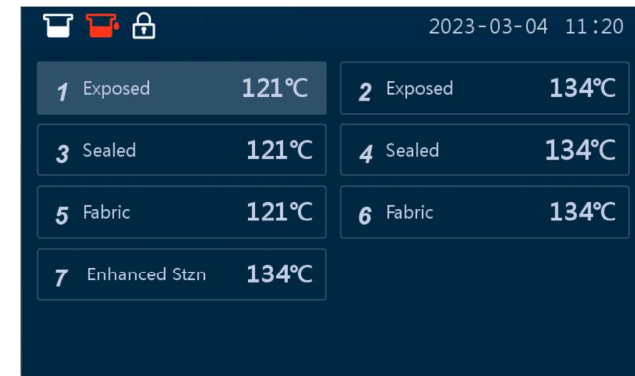 2023-03-04 11:20
1 Exposed 121℃
2 Exposed 134℃
3 Sealed 121℃
4 Sealed 134℃
5 Fabric 121℃
6 Fabric 134℃
7 Enhanced Stzn 134℃